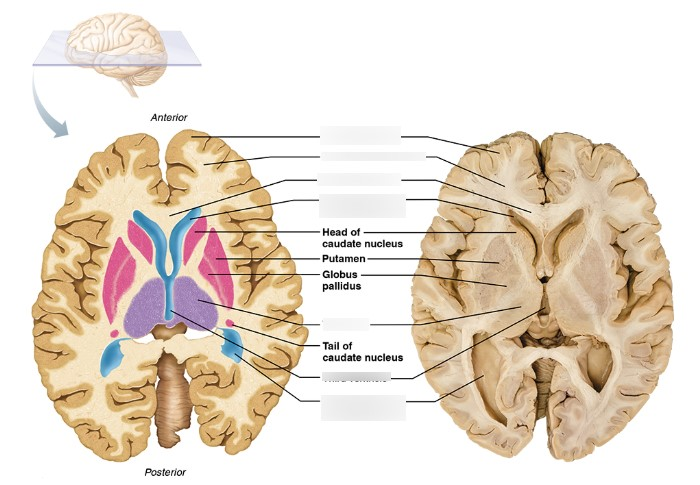 Anterior
Head of
caudate nucleus
Putamen
Globus
pallidus
Tail of
caudate nucleus
Posterior